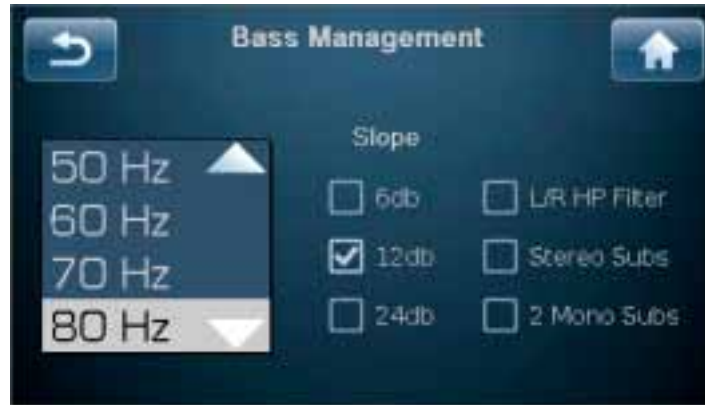 Bass Management
50 Hz
60 Hz
70 Hz
80 Hz
Slope
6db
12db
24db
L/R HP Filter
Stereo Subs
2 Mono Subs